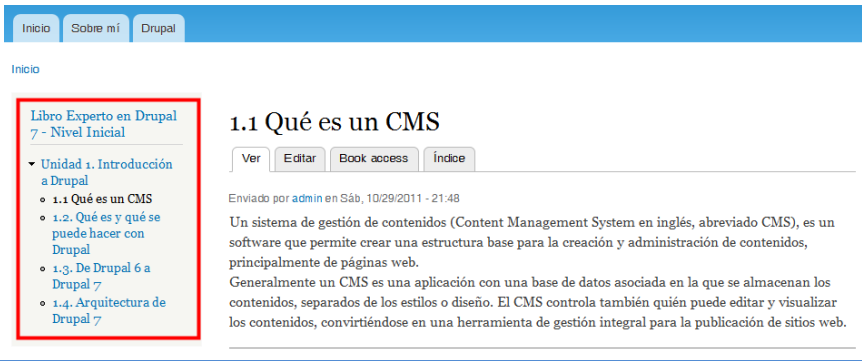 Inicio Sobre mí Drupal
Inicio
Libro Experto en Drupal
7 - Nivel Inicial
Unidad 1. Introducción
a Drupal
1.1 Qué es un CMS
1.2. Qué es y qué se
puede hacer con
Drupal
1.3. De Drupal 6 a
Drupal 7
1.4. Arquitectura de
Drupal 7
1.1 Qué es un CMS
Ver Editar Book access Índice
Enviado por admin en Sáb, 10/29/2011 - 21:48
Un sistema de gestión de contenidos (Content Management System en inglés, abreviado CMS), es un
software que permite crear una estructura base para la creación y administración de contenidos,
principalmente de páginas web.
Generalmente un CMS es una aplicación con una base de datos asociada en la que se almacenan los
contenidos, separados de los estilos o diseño. El CMS controla también quién puede editar y visualizar
los contenidos, convirtiéndose en una herramienta de gestión integral para la publicación de sitios web.